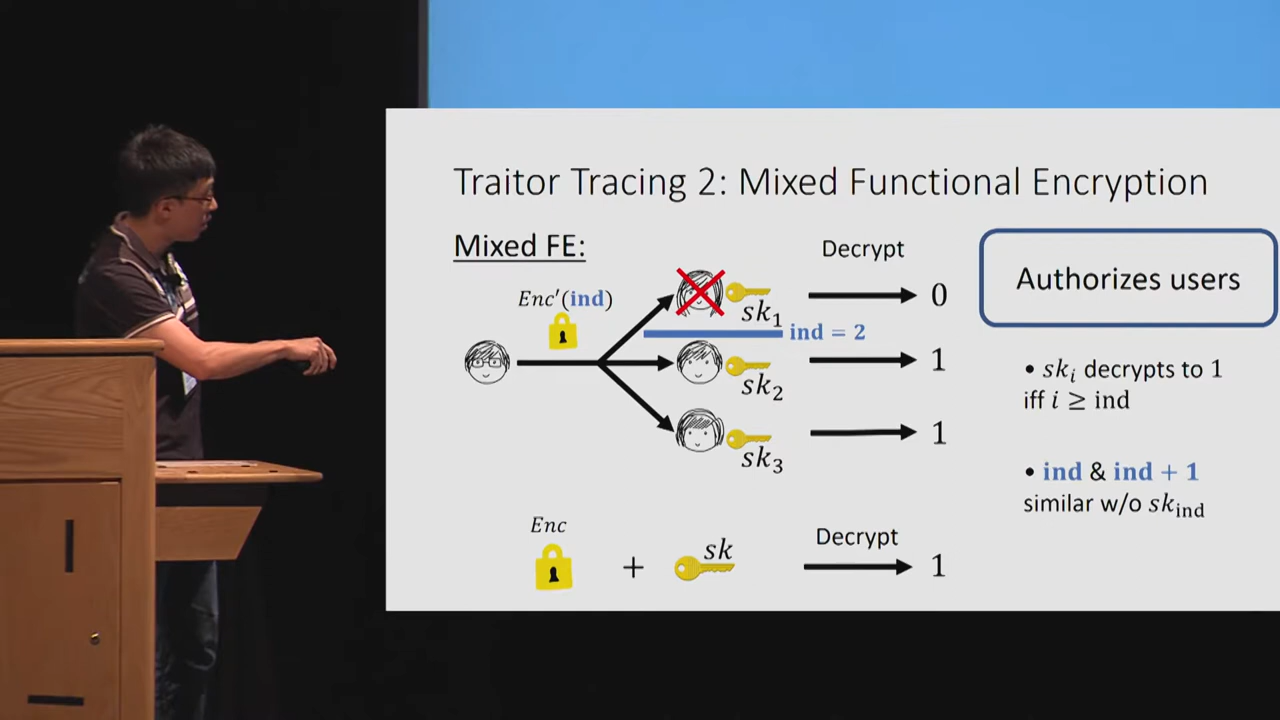 Traitor Tracing 2: Mixed Functional Encryption
Mixed FE:
Decrypt
Authorizes users
Enc′(ind)
sk₁
0
ind = 2
sk₂
1
sk₃
1
• skᵢ decrypts to 1
iff i ≥ ind
• ind & ind + 1
similar w/o sk_ind
Enc
+
sk
Decrypt
1